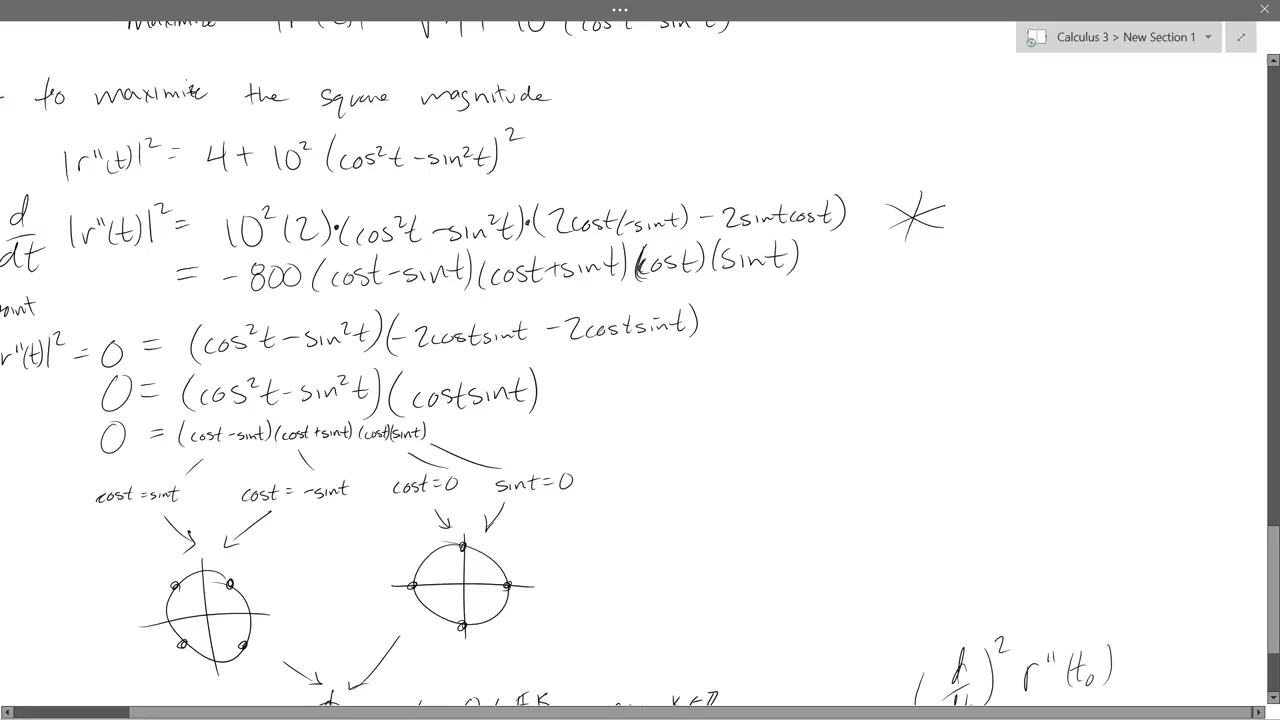 Calculus 3 > New Section 1
to maximize the square magnitude
|r"(t)|² = 4 + 10² (cos²t - sin²t)²
d/dt |r"(t)|² = 10² (2)·(cos²t - sin²t)·(2cost(-sint) - 2sintcost)
= -800 (cost - sint)(cost + sint)(cost)(sint)
r"(t)|² = 0 = (cos²t - sin²t)(-2costsint - 2costsint)
0 = (cos²t - sin²t)(costsint)
0 = (cost - sint)(cost + sint)(cost)(sint)
cost = sint cost = -sint cost = 0 sint = 0
(d/dt)² r"(t₀)